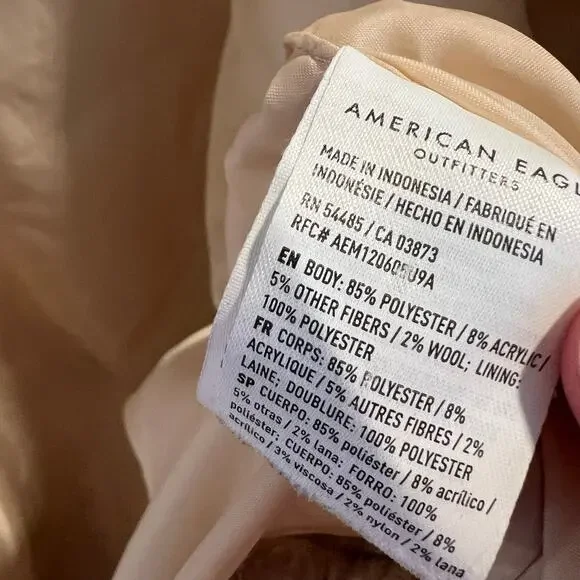 AMERICAN EAGL
OUTFITTERS
MADE IN INDONESIA / FABRIQUÉ EN
INDONÉSIE / HECHO EN INDONESIA
RN 54485 / CA 03873
RFC# AEM120605U9A
EN BODY: 85% POLYESTER / 8% ACRYLIC /
5% OTHER FIBERS / 2% WOOL; LINING:
100% POLYESTER
FR CORPS: 85% POLYESTER / 8%
ACRYLIQUE / 5% AUTRES FIBRES / 2%
LAINE; DOUBLURE: 100% POLYESTER
SP CUERPO: 85% poliéster / 8% acrílico /
5% otras / 2% lana; FORRO: 100%
poliéster; CUERPO: 85% poliéster / 8%
acrílico / 3% viscosa / 2% nylon / 2% lana